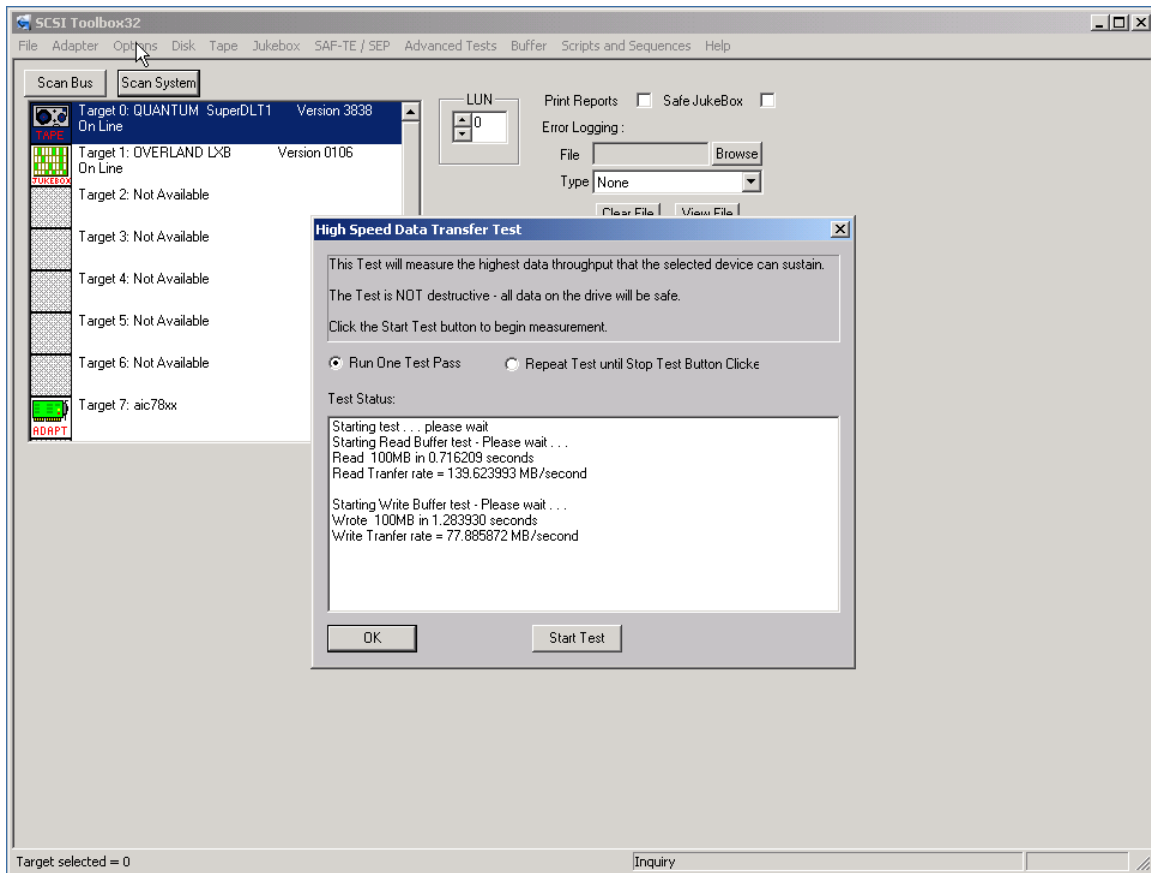 SCSI Toolbox32
File Adapter Options Disk Tape Jukebox SAF-TE / SEP Advanced Tests Buffer Scripts and Sequences Help
Scan Bus Scan System
TAPE
Target 0: QUANTUM SuperDLT1 Version 3838
On Line
JUKEBOX
Target 1: OVERLAND LXB Version 0106
On Line
Target 2: Not Available
Target 3: Not Available
Target 4: Not Available
Target 5: Not Available
Target 6: Not Available
Target 7: aic78xx
ADAPT
LUN
0
Print Reports Safe JukeBox
Error Logging :
File Browse
Type None
Clear File View File
High Speed Data Transfer Test
This Test will measure the highest data throughput that the selected device can sustain.
The Test is NOT destructive - all data on the drive will be safe.
Click the Start Test button to begin measurement.
Run One Test Pass Repeat Test until Stop Test Button Clicke
Test Status:
Starting test . . . please wait
Starting Read Buffer test - Please wait . . .
Read 100MB in 0.716209 seconds
Read Tranfer rate = 139.623993 MB/second
Starting Write Buffer test - Please wait . . .
Wrote 100MB in 1.283930 seconds
Write Tranfer rate = 77.885872 MB/second
OK Start Test
Target selected = 0 Inquiry